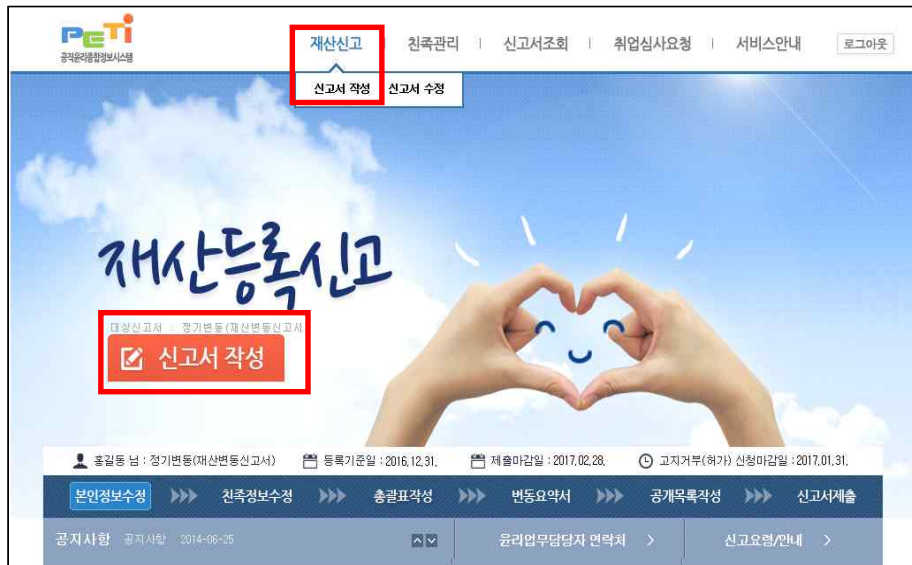 PETi
공직윤리종합정보시스템
재산신고 친족관리 신고서조회 취업심사요청 서비스안내 로그아웃
신고서 작성 신고서 수정
재산등록신고
대상신고서 : 정기변동(재산변동신고서
신고서 작성
홍길동 님 : 정기변동(재산변동신고서) 등록기준일 : 2016.12.31. 제출마감일 : 2017.02.28. 고지거부(허가) 신청마감일 : 2017.01.31.
본인정보수정 친족정보수정 총괄표작성 변동요약서 공개목록작성 신고서제출
공지사항 공지사항 2014-06-25 윤리업무담당자 연락처 신고요령/안내